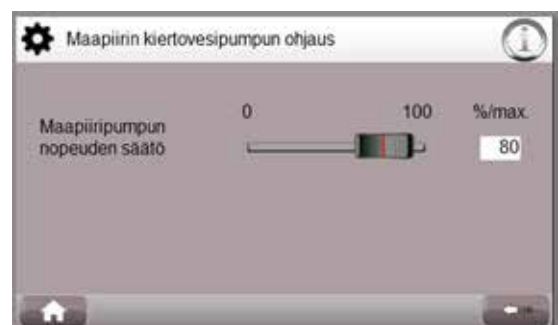 Maapiirin kiertovesipumpun ohjaus
0 100 %/max.
Maapiiripumpun
nopeuden säätö
80